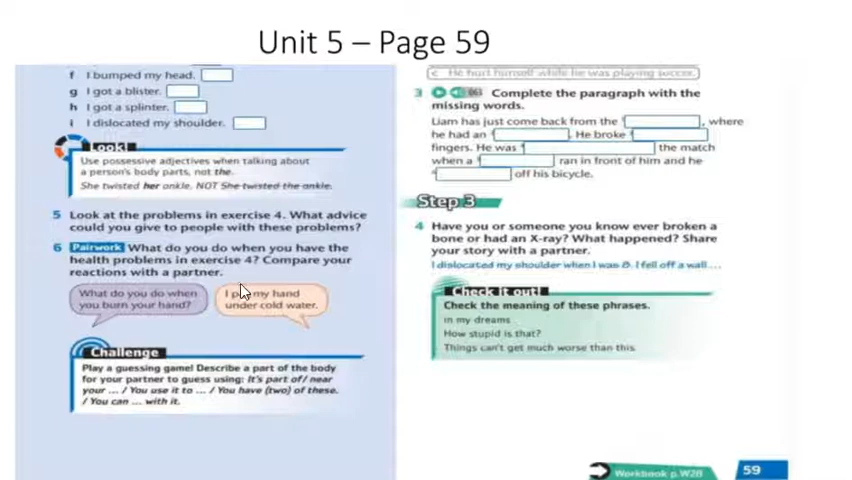 Unit 5 – Page 59
f I bumped my head.
g I got a blister.
h I got a splinter.
i I dislocated my shoulder.
Look!
Use possessive adjectives when talking about
a person's body parts, not the.
She twisted her ankle. NOT She twisted the ankle.
5 Look at the problems in exercise 4. What advice
could you give to people with these problems?
6 Pairwork What do you do when you have the
health problems in exercise 4? Compare your
reactions with a partner.
What do you do when
you burn your hand?
I put my hand
under cold water.
Challenge
Play a guessing game! Describe a part of the body
for your partner to guess using: It's part of / near
your ... / You use it to ... / You have (two) of these.
/ You can ... with it.
c He hurt himself while he was playing soccer.
3 Complete the paragraph with the
missing words.
Liam has just come back from the , where
he had an . He broke
fingers. He was the match
when a ran in front of him and he
off his bicycle.
Step 3
4 Have you or someone you know ever broken a
bone or had an X-ray? What happened? Share
your story with a partner.
I dislocated my shoulder when I was 8. I fell off a wall ...
Check it out!
Check the meaning of these phrases.
in my dreams
How stupid is that?
Things can't get much worse than this.
Workbook p.W28
59